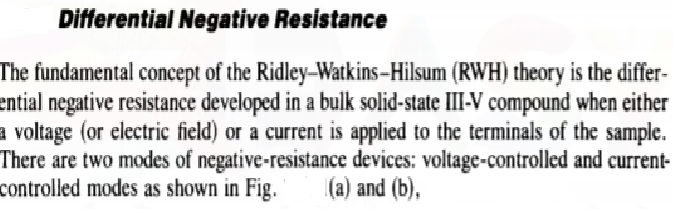 Differential Negative Resistance
The fundamental concept of the Ridley–Watkins–Hilsum (RWH) theory is the differ-
ential negative resistance developed in a bulk solid-state III-V compound when either
a voltage (or electric field) or a current is applied to the terminals of the sample.
There are two modes of negative-resistance devices: voltage-controlled and current-
controlled modes as shown in Fig. (a) and (b),